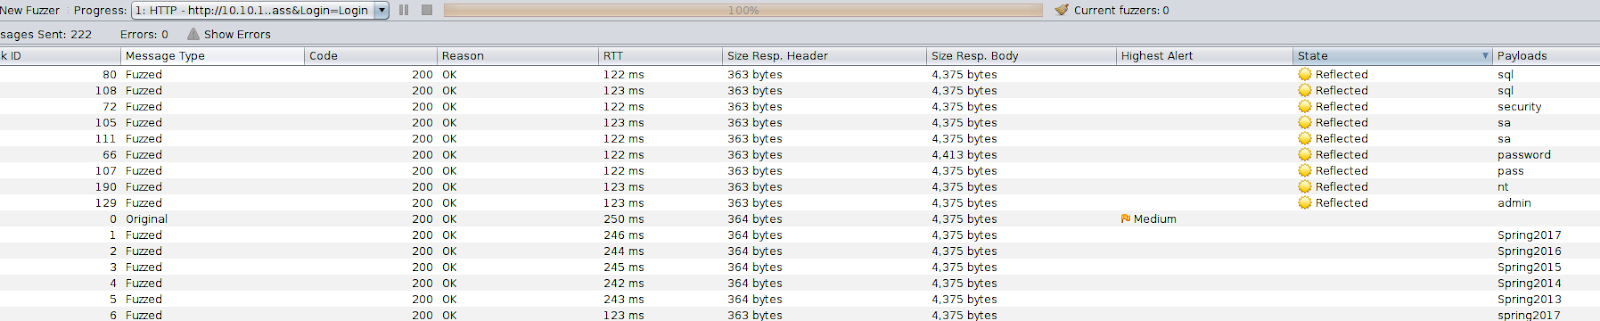 New Fuzzer Progress: 1: HTTP - http://10.10.1..ass&Login=Login 100% Current fuzzers: 0
sages Sent: 222 Errors: 0 Show Errors
k ID Message Type Code Reason RTT Size Resp. Header Size Resp. Body Highest Alert State Payloads
80 Fuzzed 200 OK 122 ms 363 bytes 4,375 bytes Reflected sql
108 Fuzzed 200 OK 123 ms 363 bytes 4,375 bytes Reflected sql
72 Fuzzed 200 OK 122 ms 363 bytes 4,375 bytes Reflected security
105 Fuzzed 200 OK 123 ms 363 bytes 4,375 bytes Reflected sa
111 Fuzzed 200 OK 122 ms 363 bytes 4,375 bytes Reflected sa
66 Fuzzed 200 OK 122 ms 363 bytes 4,413 bytes Reflected password
107 Fuzzed 200 OK 122 ms 363 bytes 4,375 bytes Reflected pass
190 Fuzzed 200 OK 123 ms 363 bytes 4,375 bytes Reflected nt
129 Fuzzed 200 OK 123 ms 363 bytes 4,375 bytes Reflected admin
0 Original 200 OK 250 ms 364 bytes 4,375 bytes Medium
1 Fuzzed 200 OK 246 ms 364 bytes 4,375 bytes Spring2017
2 Fuzzed 200 OK 244 ms 364 bytes 4,375 bytes Spring2016
3 Fuzzed 200 OK 245 ms 364 bytes 4,375 bytes Spring2015
4 Fuzzed 200 OK 242 ms 364 bytes 4,375 bytes Spring2014
5 Fuzzed 200 OK 243 ms 364 bytes 4,375 bytes Spring2013
6 Fuzzed 200 OK 122 ms 364 bytes 4,375 bytes spring2017